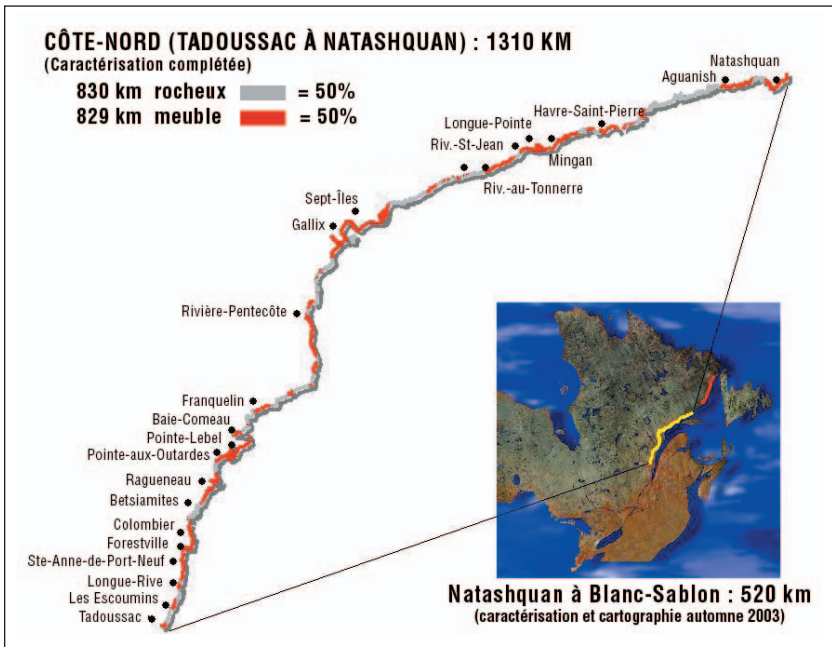 CÔTE-NORD (TADOUSSAC À NATASHQUAN) : 1310 KM
(Caractérisation complétée)
830 km rocheux = 50%
829 km meuble = 50%
Natashquan
Aguanish
Havre-Saint-Pierre
Longue-Pointe
Riv.-St-Jean
Mingan
Riv.-au-Tonnerre
Sept-Îles
Gallix
Rivière-Pentecôte
Franquelin
Baie-Comeau
Pointe-Lebel
Pointe-aux-Outardes
Ragueneau
Betsiamites
Colombier
Forestville
Ste-Anne-de-Port-Neuf
Longue-Rive
Les Escoumins
Tadoussac
Natashquan à Blanc-Sablon : 520 km
(caractérisation et cartographie automne 2003)